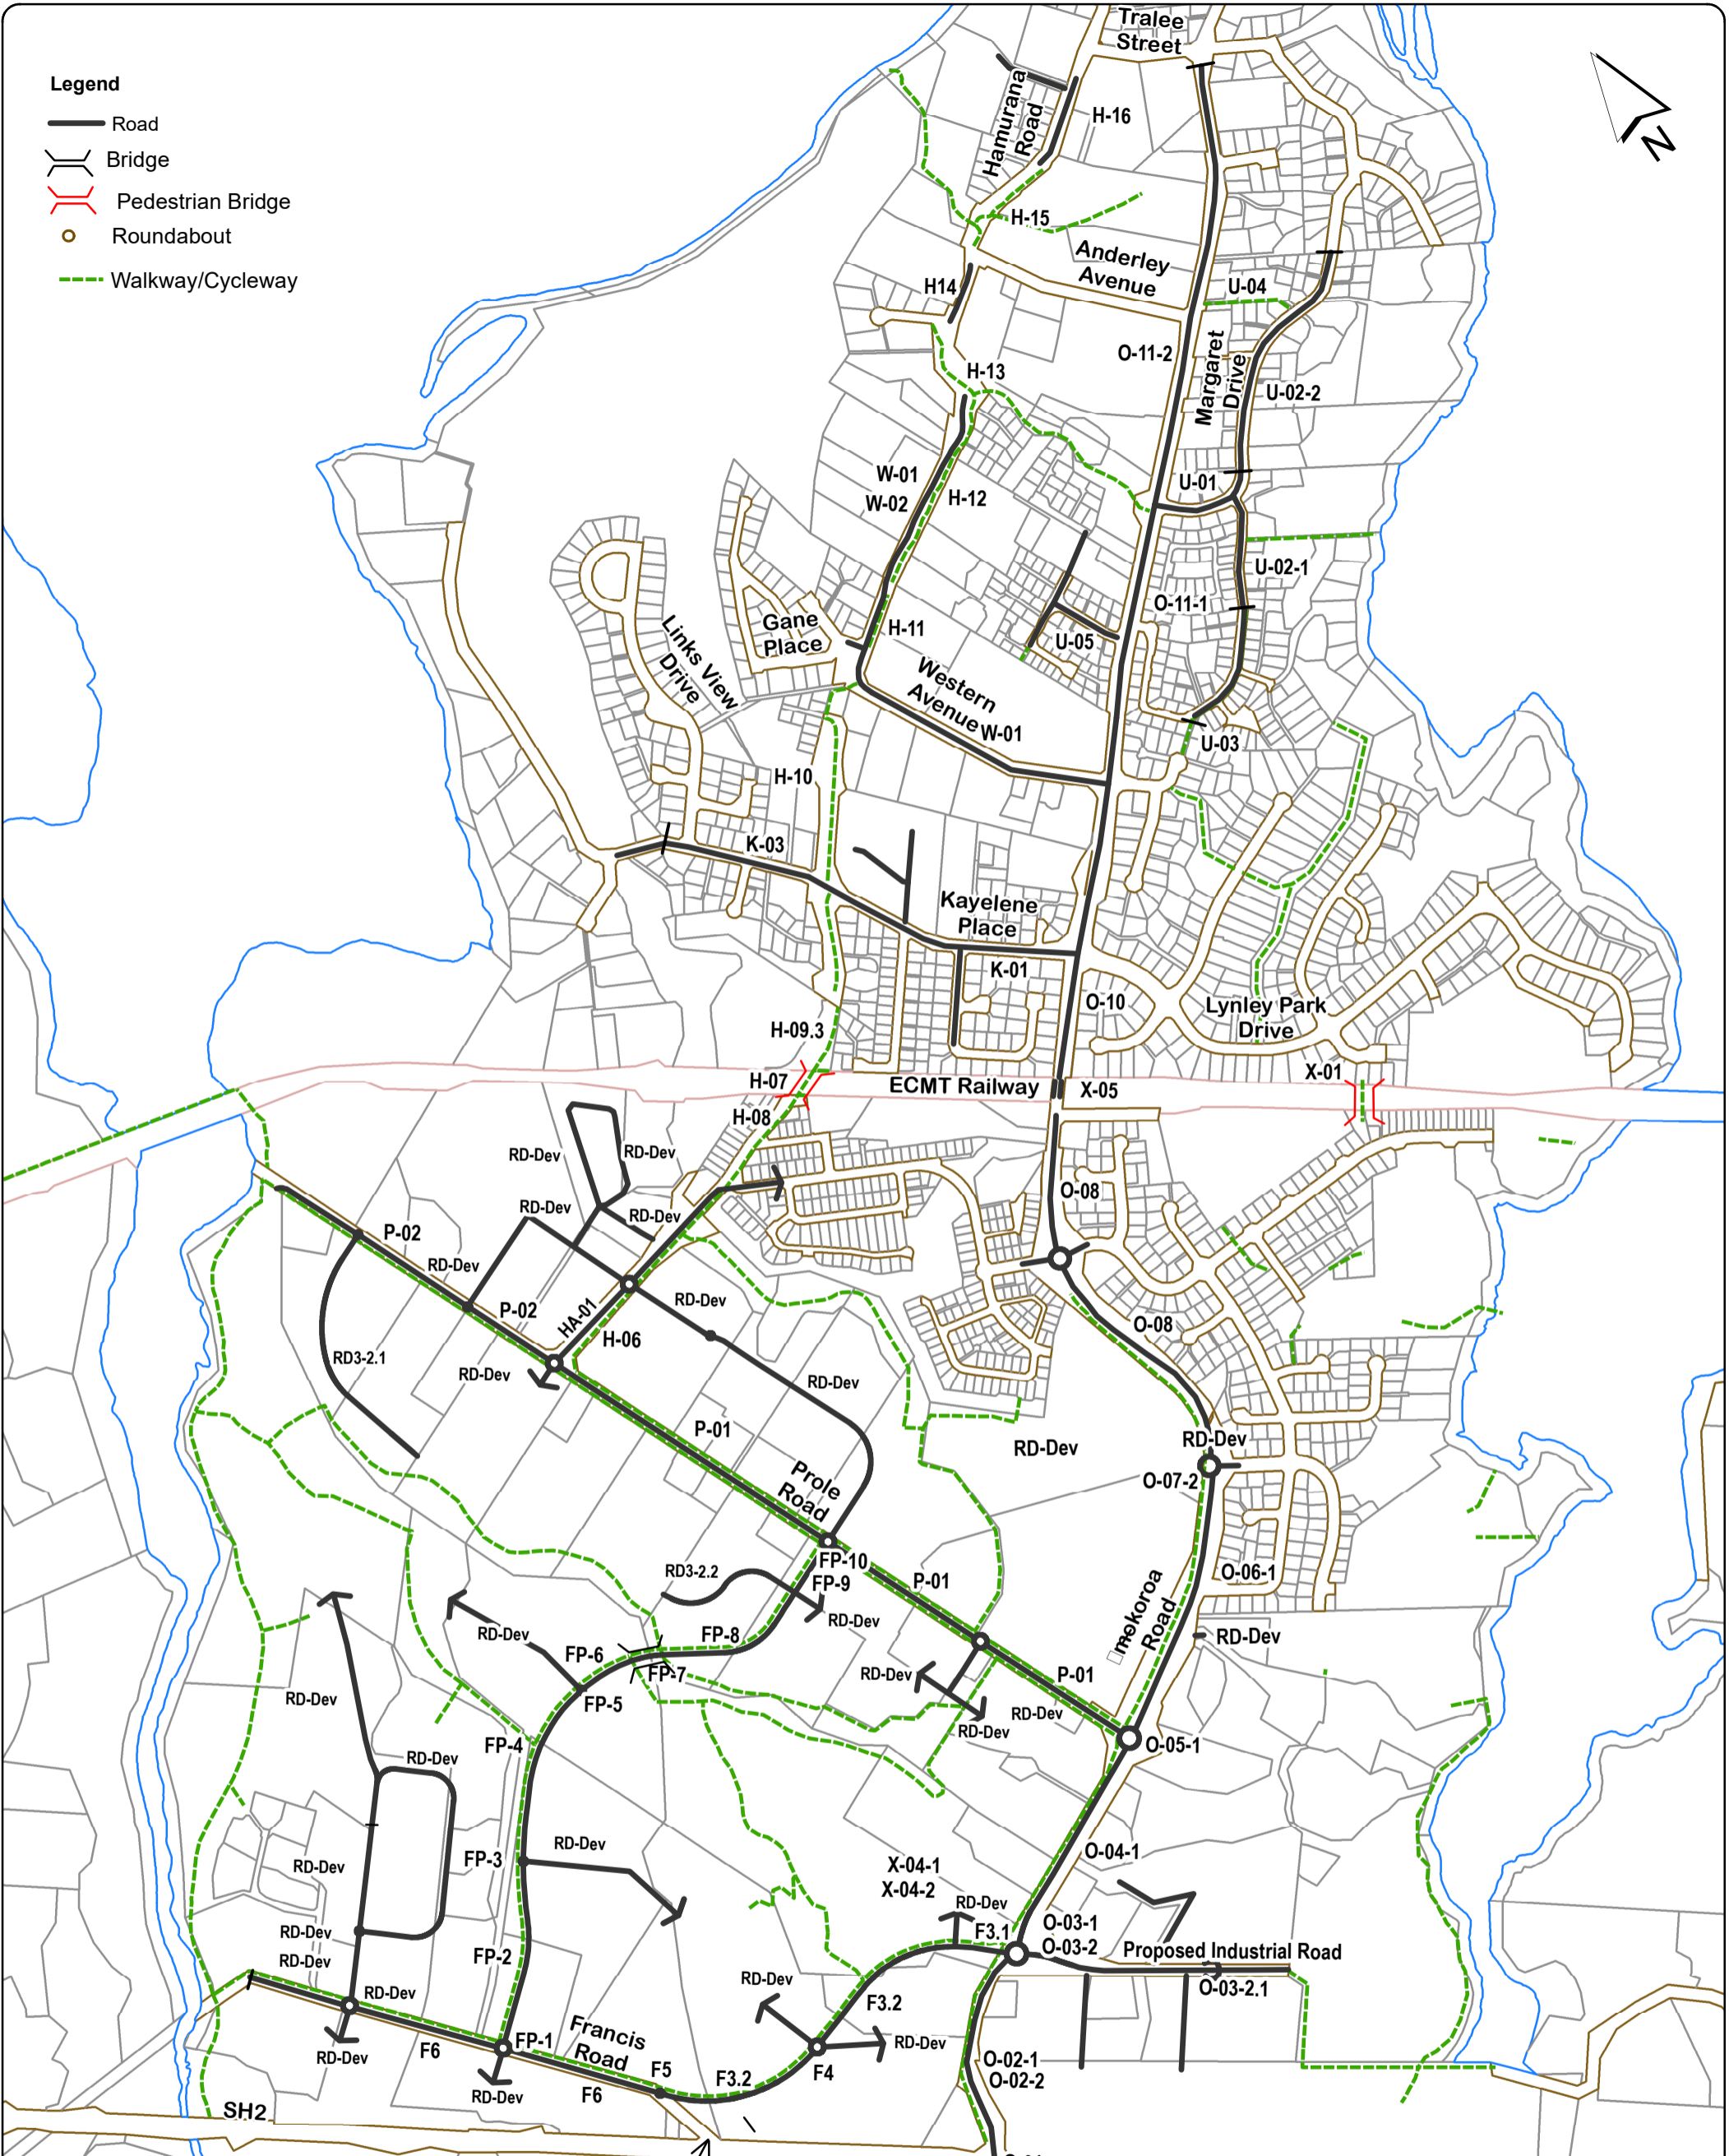 Legend
Road
Bridge
Pedestrian Bridge
Roundabout
Walkway/Cycleway
N
Tralee
Street
Hamurana
Road
H-16
H-15
Anderley
Avenue
H14
U-04
O-11-2
Margaret
Drive
H-13
U-02-2
W-01
W-02
H-12
U-01
U-02-1
O-11-1
Gane
Place
H-11
U-05
Links View
Drive
Western
Avenue
W-01
U-03
H-10
K-03
Kayelene
Place
K-01
O-10
Lynley Park
Drive
H-09.3
H-07
ECMT Railway
X-05
X-01
H-08
RD-Dev
RD-Dev
RD-Dev
RD-Dev
O-08
P-02
RD-Dev
P-02
HA-01
H-06
RD-Dev
O-08
RD3-2.1
RD-Dev
RD-Dev
P-01
RD-Dev
RD-Dev
O-07-2
Prole
Road
FP-10
FP-9
RD3-2.2
P-01
O-06-1
RD-Dev
mokoroa
Road
RD-Dev
RD-Dev
FP-8
FP-6
FP-7
FP-5
RD-Dev
P-01
RD-Dev
RD-Dev
RD-Dev
FP-4
O-05-1
RD-Dev
RD-Dev
FP-3
O-04-1
X-04-1
X-04-2
RD-Dev
RD-Dev
F3.1
O-03-1
O-03-2
Proposed Industrial Road
O-03-2.1
RD-Dev
RD-Dev
FP-2
RD-Dev
RD-Dev
F3.2
Francis
Road
FP-1
RD-Dev
F6
RD-Dev
F5
F6
F3.2
F4
RD-Dev
O-02-1
O-02-2
SH2